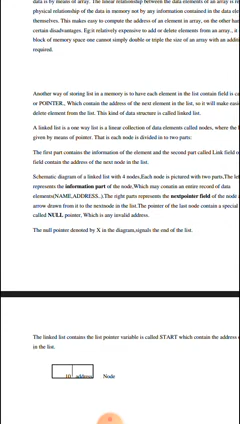 data is by means of array. The linear relationship between the data elements of an array is re
physical relationship of the data in memory not by any information contained in the data ele
themselves. This makes easy to compute the address of an element in array, on the other han
certain disadvantages. Eg:it relatively expensive to add or delete elements from an array., it
block of memory space one cannot simply double or triple the size of an array with an additio
required.
Another way of storing list in a memory is to have each element in the list contain field is ca
or POINTER., Which contain the address of the next element in the list, so it will make easie
delete element from the list. This kind of data structure is called linked list.
A linked list is a one way list is a linear collection of data elements called nodes, where the l
given by means of pointer. That is each node is divided in to two parts:
The first part contains the information of the element and the second part called Link field o
field contain the address of the next node in the list.
Schematic diagram of a linked list with 4 nodes,Each node is pictured with two parts,The lef
represents the information part of the node,Which may conatin an entire record of data
elements(NAME,ADDRESS..).The right parts represents the nextpointer field of the node a
arrow drawn from it to the nextnode in the list.The pointer of the last node contain a special
called NULL pointer, Which is any invalid address.
The null pointer denoted by X in the diagram,signals the end of the list.
The linked list contains the list pointer variable is called START which contain the address o
in the list.
10 address Node